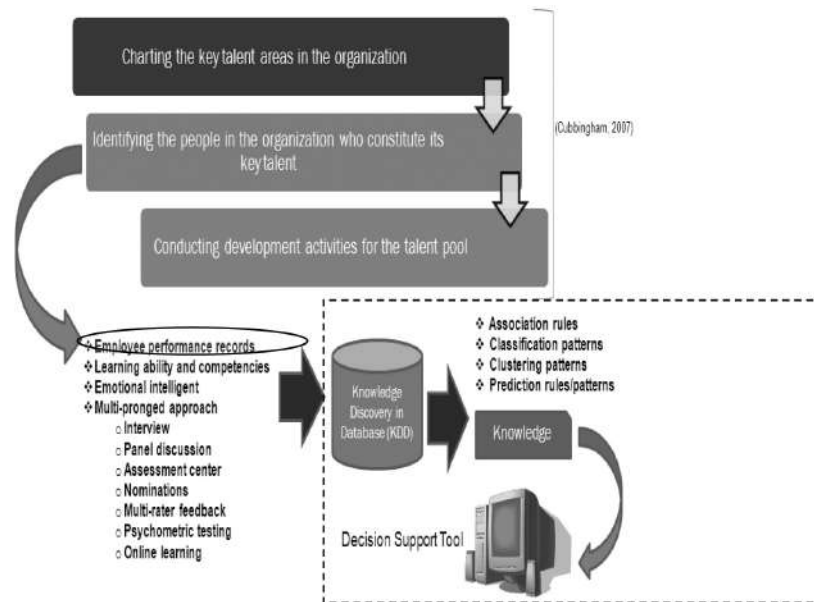 Charting the key talent areas in the organization
Identifying the people in the organization who constitute its
key talent
(Cubbingham, 2007)
Conducting development activities for the talent pool
❖ Employee performance records
❖ Learning ability and competencies
❖ Emotional intelligent
❖ Multi-pronged approach
o Interview
o Panel discussion
o Assessment center
o Nominations
o Multi-rater feedback
o Psychometric testing
o Online learning
Knowledge
Discovery in
Database (KDD)
❖ Association rules
❖ Classification patterns
❖ Clustering patterns
❖ Prediction rules/patterns
Knowledge
Decision Support Tool